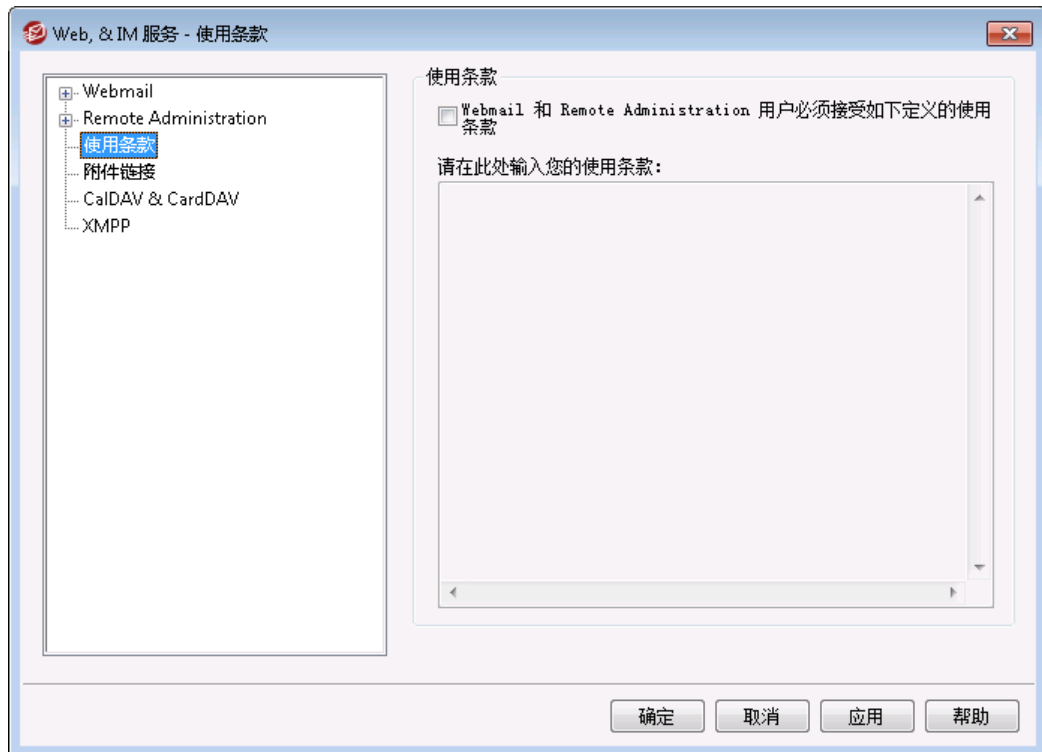 Web, & IM 服务 - 使用条款
Webmail
Remote Administration
使用条款
附件链接
CalDAV & CardDAV
XMPP
使用条款
Webmail 和 Remote Administration 用户必须接受如下定义的使用
条款
请在此处输入您的使用条款：
确定
取消
应用
帮助